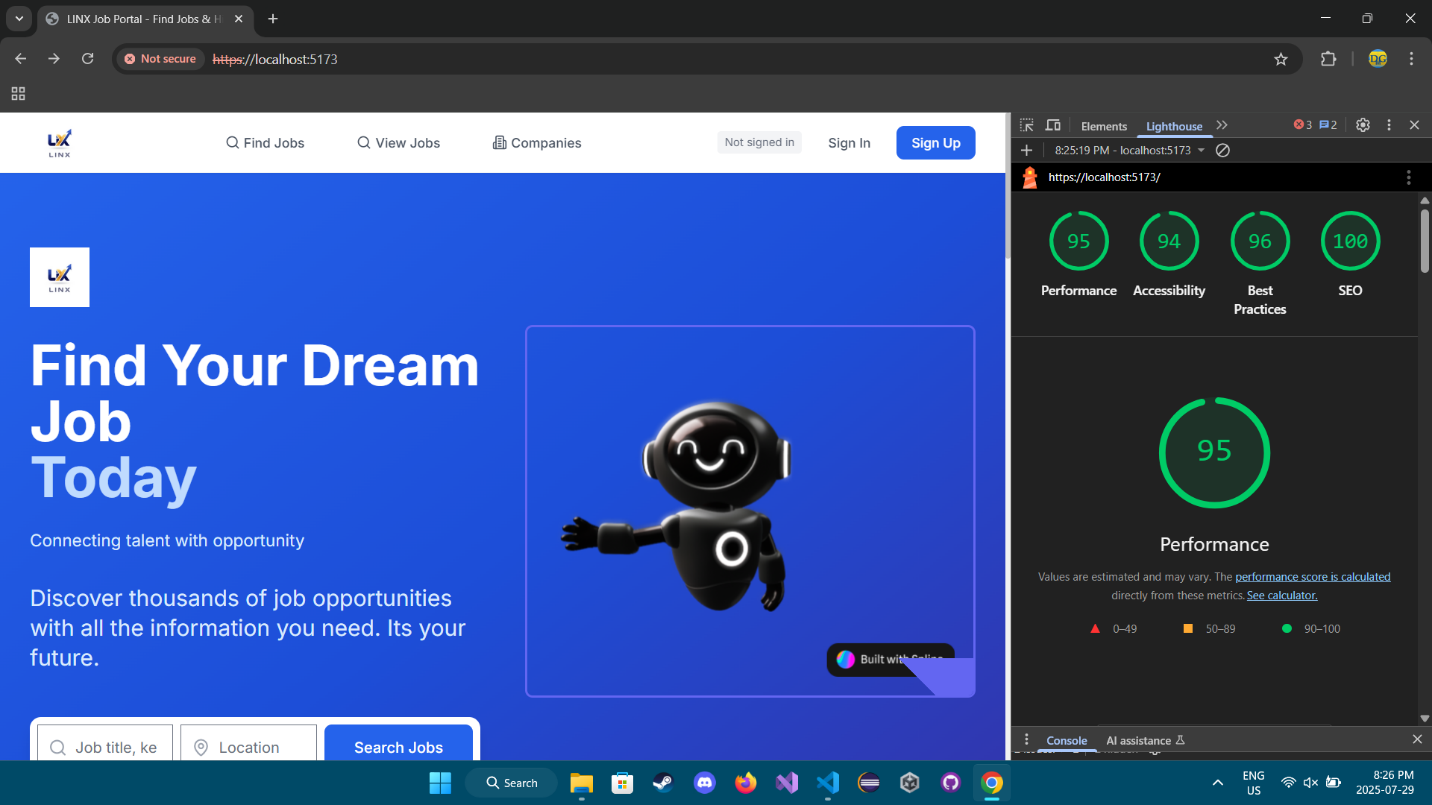 LINX Job Portal - Find Jobs & H
Not secure
https://localhost:5173
DG
LINX
Find Jobs
View Jobs
Companies
Not signed in
Sign In
Sign Up
LINX
Find Your Dream
Job
Today
Connecting talent with opportunity
Discover thousands of job opportunities
with all the information you need. Its your
future.
Job title, ke
Location
Search Jobs
Built with Spline
Elements
Lighthouse
3
2
8:25:19 PM - localhost:5173
https://localhost:5173/
95
94
96
100
Performance
Accessibility
Best
Practices
SEO
95
Performance
Values are estimated and may vary. The performance score is calculated
directly from these metrics. See calculator.
0–49
50–89
90–100
Console
AI assistance
Search
ENG
US
8:26 PM
2025-07-29